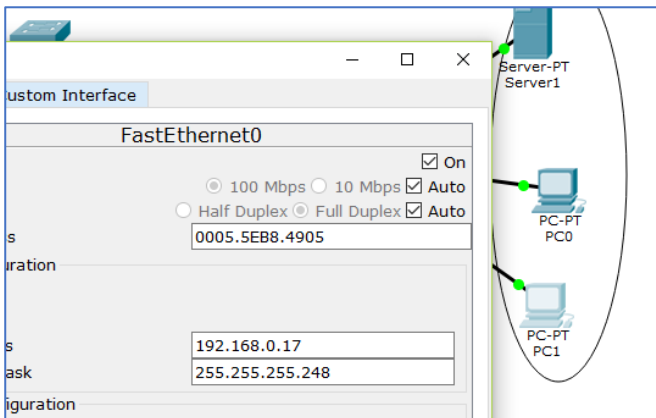 Custom Interface
FastEthernet0
On
100 Mbps 10 Mbps Auto
Half Duplex Full Duplex Auto
s 0005.5EB8.4905
uration
s 192.168.0.17
ask 255.255.255.248
iguration
Server-PT
Server1
PC-PT
PC0
PC-PT
PC1